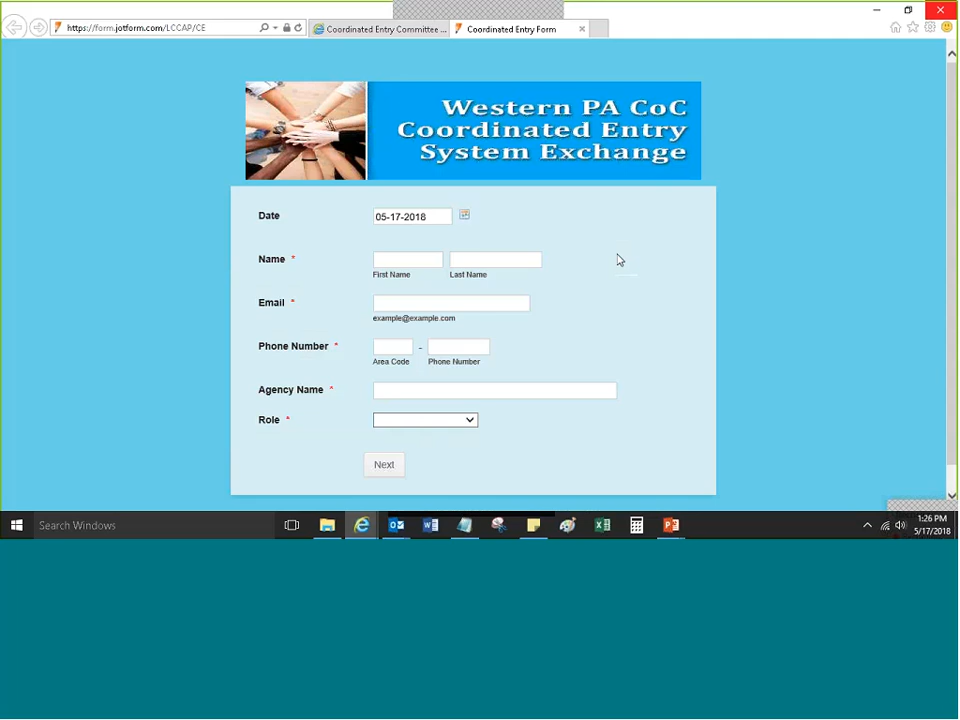 https://form.jotform.com/LCCAP/CE
Coordinated Entry Committee ...
Coordinated Entry Form
Western PA CoC
Coordinated Entry
System Exchange
Date
05-17-2018
Name *
First Name
Last Name
Email *
example@example.com
Phone Number *
-
Area Code
Phone Number
Agency Name *
Role *
Next
Search Windows
1:26 PM
5/17/2018